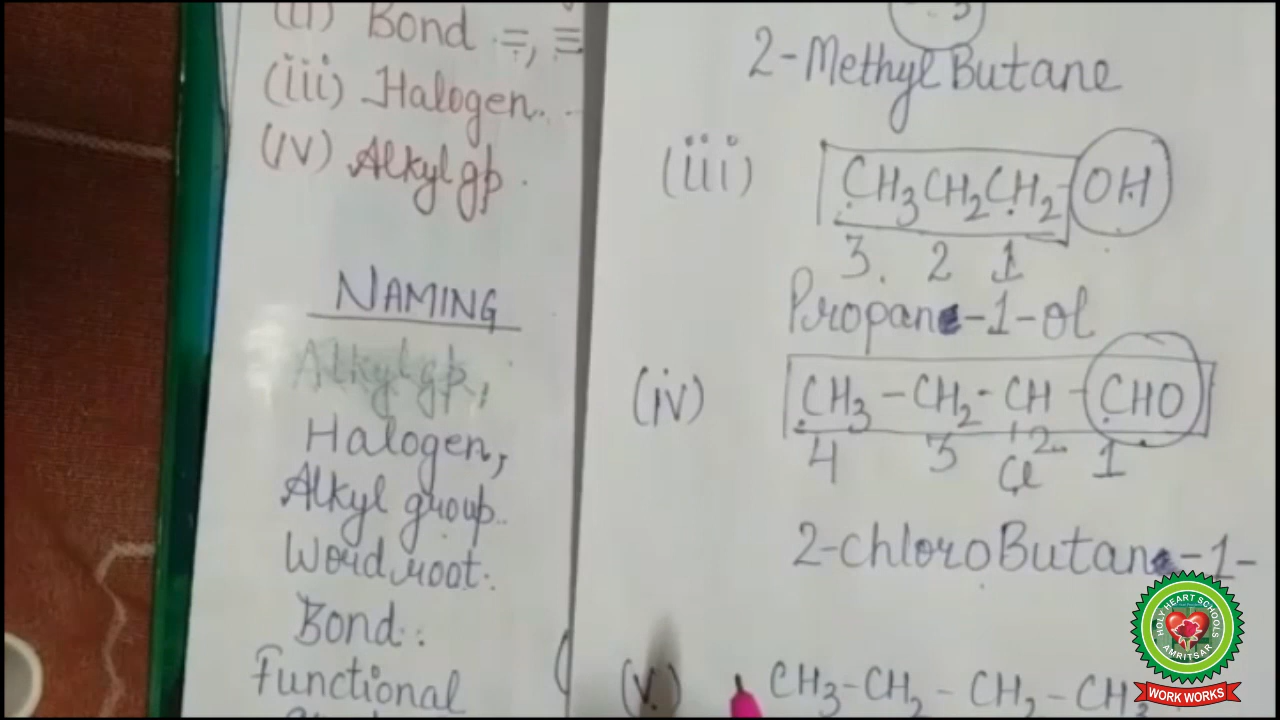 (ii) Bond =, ≡
(iii) Halogen.
(iv) Alkyl gp.
NAMING
Alkyl gp,
Halogen,
Alkyl group.
Word root.
Bond.
Functional
2-MethylButane
(iii) CH3CH2CH2-OH
3. 2 1
Propane-1-ol
(iv) CH3 - CH2 - CH - CHO
4 3 2 1
Cl
2-chloroButane-1-
(v) CH3-CH2-CH2-CH3
HOLY HEART SCHOOLS
AMRITSAR
WORK WORKS